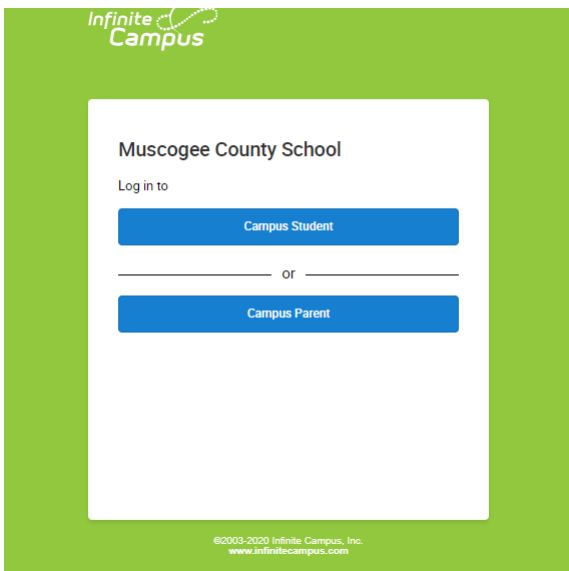 Infinite
Campus
Muscogee County School
Log in to
Campus Student
or
Campus Parent
©2003-2020 Infinite Campus, Inc.
www.infinitecampus.com